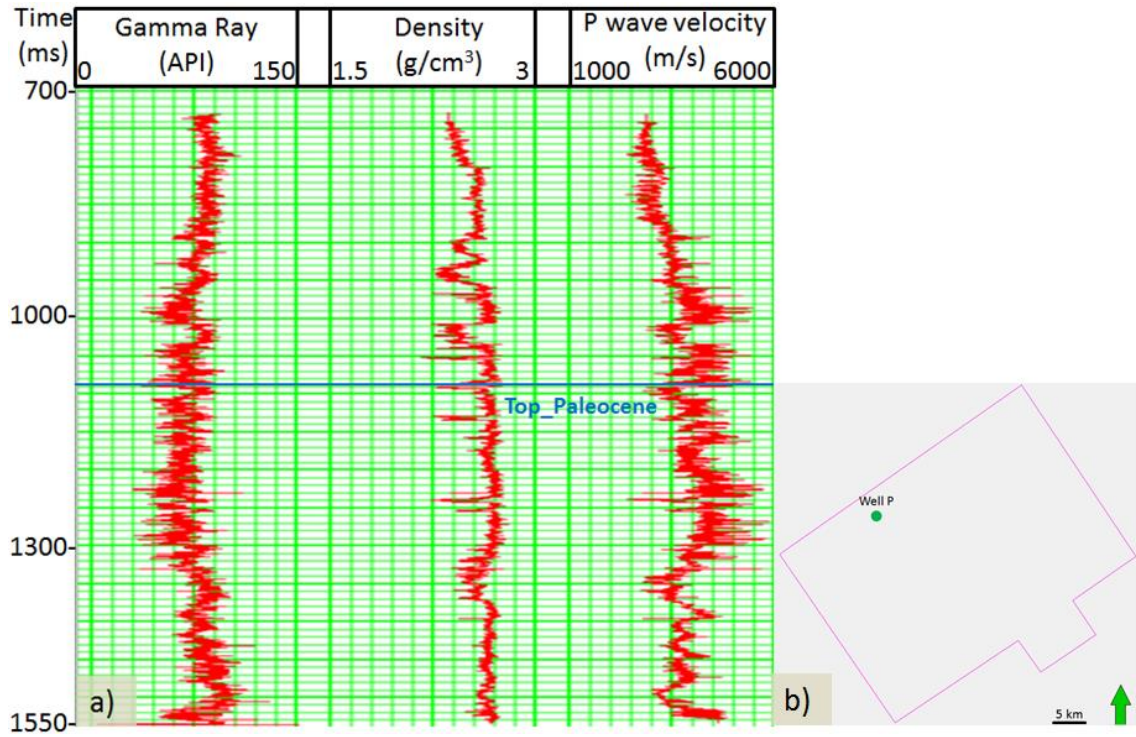 Time
(ms)
Gamma Ray
(API)
0 150
Density
(g/cm³)
1.5 3
P wave velocity
(m/s)
1000 6000
700-
1000-
Top_Paleocene
1300-
1550-
a)
Well P
b)
5 km